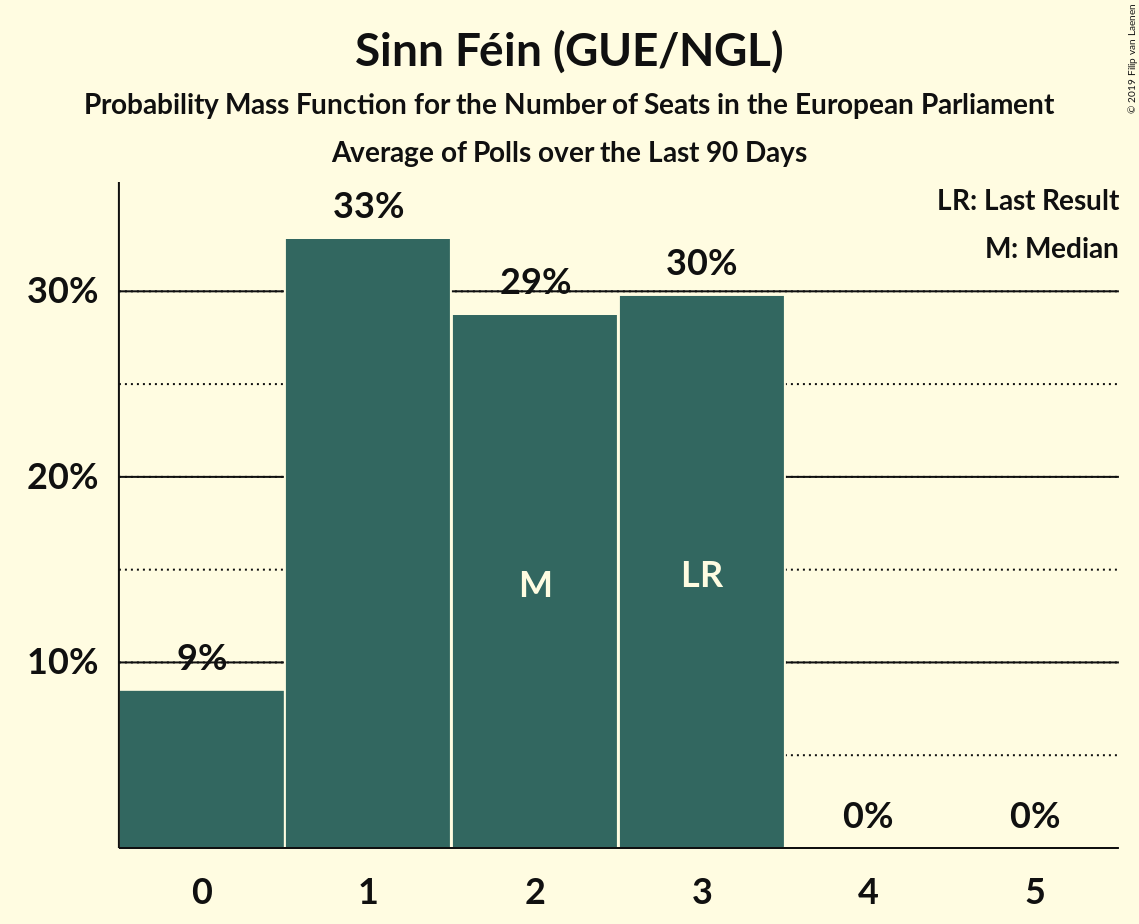 Sinn Féin (GUE/NGL)
Probability Mass Function for the Number of Seats in the European Parliament
Average of Polls over the Last 90 Days
© 2019 Filip van Laenen
LR: Last Result
M: Median
33%
29%
30%
9%
0%
0%
30%
20%
10%
M
LR
0 1 2 3 4 5